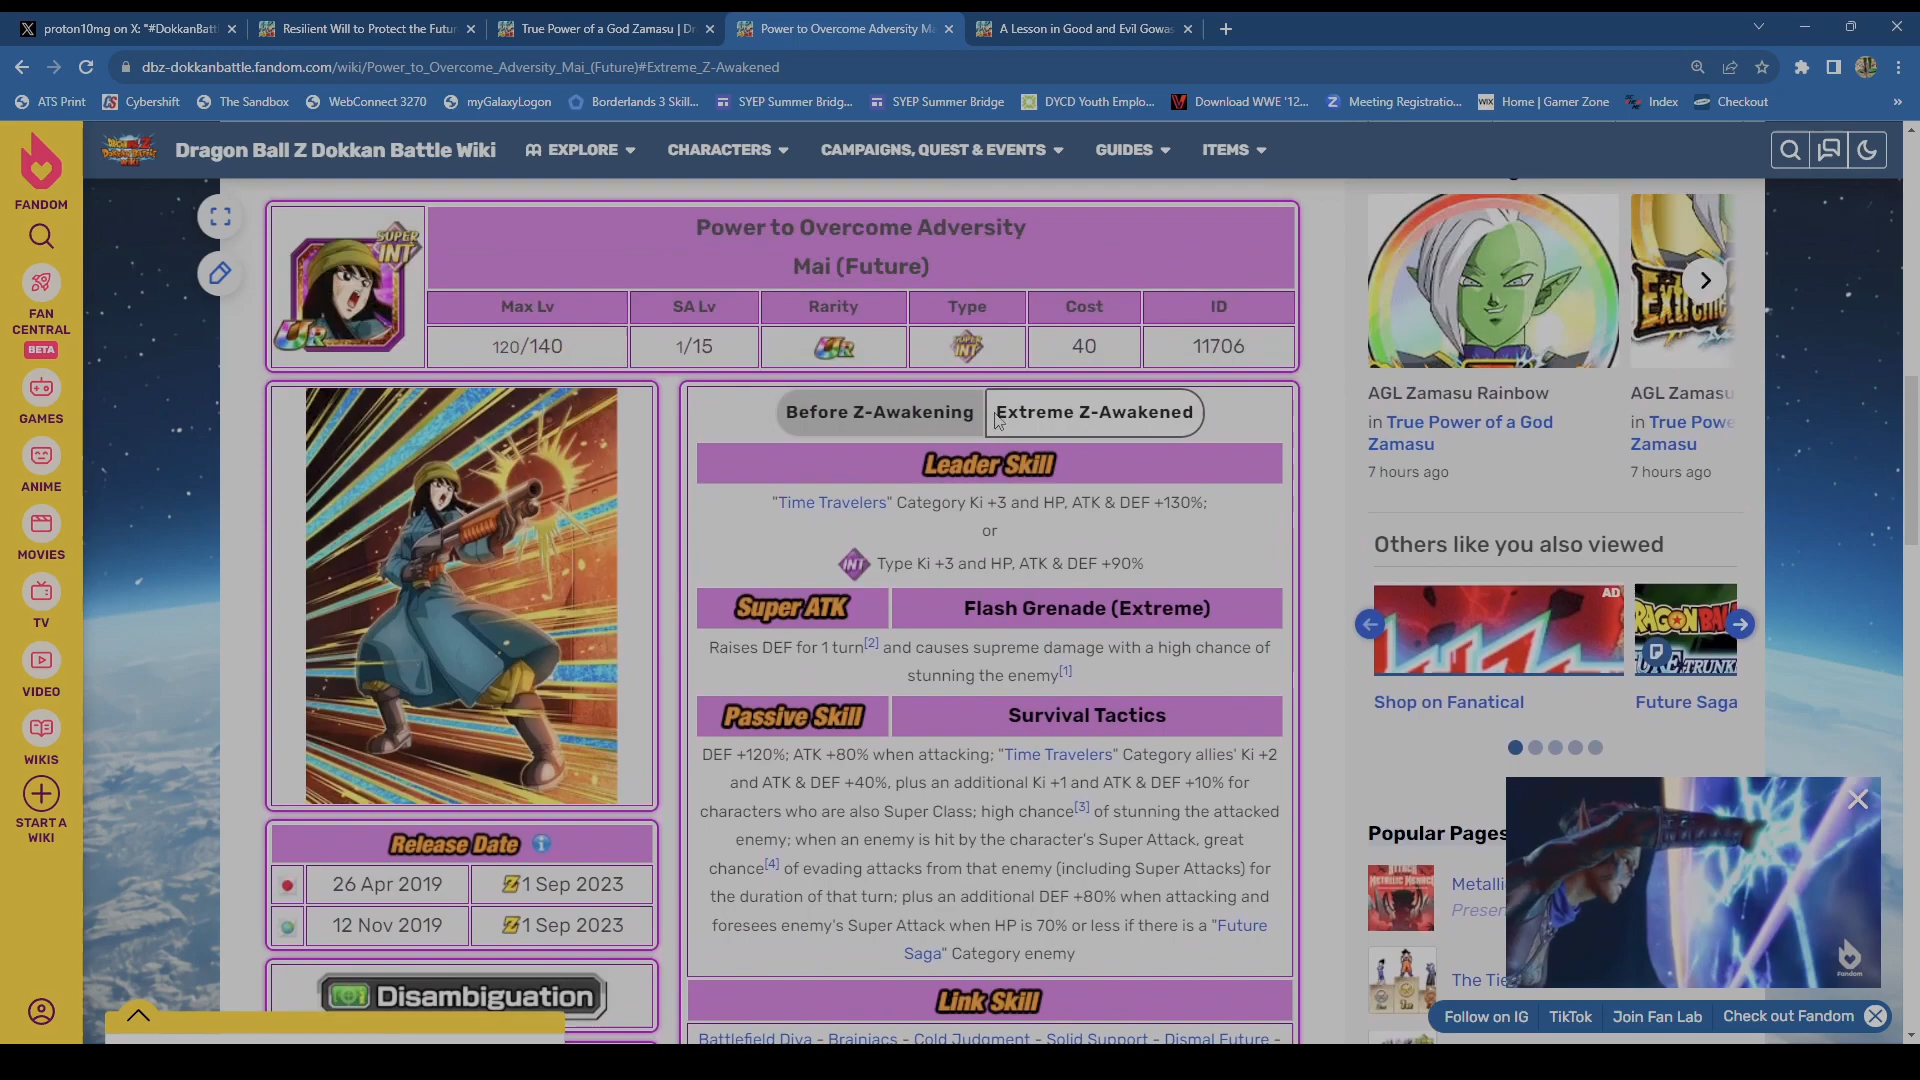 proton10mg on X: "#DokkanBatt
Resilient Will to Protect the Futur
True Power of a God Zamasu | Dr
Power to Overcome Adversity Ma
A Lesson in Good and Evil Gowas
dbz-dokkanbattle.fandom.com/wiki/Power_to_Overcome_Adversity_Mai_(Future)#Extreme_Z-Awakened
ATS Print
Cybershift
The Sandbox
WebConnect 3270
myGalaxyLogon
Borderlands 3 Skill...
SYEP Summer Bridg...
SYEP Summer Bridge
DYCD Youth Emplo...
Download WWE '12...
Meeting Registratio...
Home | Gamer Zone
Index
Checkout
Dragon Ball Z Dokkan Battle Wiki
EXPLORE
CHARACTERS
CAMPAIGNS, QUEST & EVENTS
GUIDES
ITEMS
FANDOM
FAN
CENTRAL
BETA
GAMES
ANIME
MOVIES
TV
VIDEO
WIKIS
START A
WIKI
SUPER
INT
UR
Power to Overcome Adversity
Mai (Future)
Max Lv
SA Lv
Rarity
Type
Cost
ID
120/140
1/15
UR
SUPER
INT
40
11706
Before Z-Awakening
Extreme Z-Awakened
Leader Skill
"Time Travelers" Category Ki +3 and HP, ATK & DEF +130%;
or
INT Type Ki +3 and HP, ATK & DEF +90%
Super ATK
Flash Grenade (Extreme)
Raises DEF for 1 turn[2] and causes supreme damage with a high chance of
stunning the enemy[1]
Passive Skill
Survival Tactics
DEF +120%; ATK +80% when attacking; "Time Travelers" Category allies' Ki +2
and ATK & DEF +40%, plus an additional Ki +1 and ATK & DEF +10% for
characters who are also Super Class; high chance[3] of stunning the attacked
enemy; when an enemy is hit by the character's Super Attack, great
chance[4] of evading attacks from that enemy (including Super Attacks) for
the duration of that turn; plus an additional DEF +80% when attacking and
foresees enemy's Super Attack when HP is 70% or less if there is a "Future
Saga" Category enemy
Link Skill
Battlefield Diva - Brainiacs - Cold Judgment - Solid Support - Dismal Future -
Release Date
26 Apr 2019
Z 1 Sep 2023
12 Nov 2019
Z 1 Sep 2023
Disambiguation
AGL Zamasu Rainbow
in True Power of a God
Zamasu
7 hours ago
AGL Zamasu
in True Powe
Zamasu
7 hours ago
Others like you also viewed
AD
Shop on Fanatical
Future Saga
Popular Pages
Metalli
Presen
The Tie
Fandom
Follow on IG
TikTok
Join Fan Lab
Check out Fandom